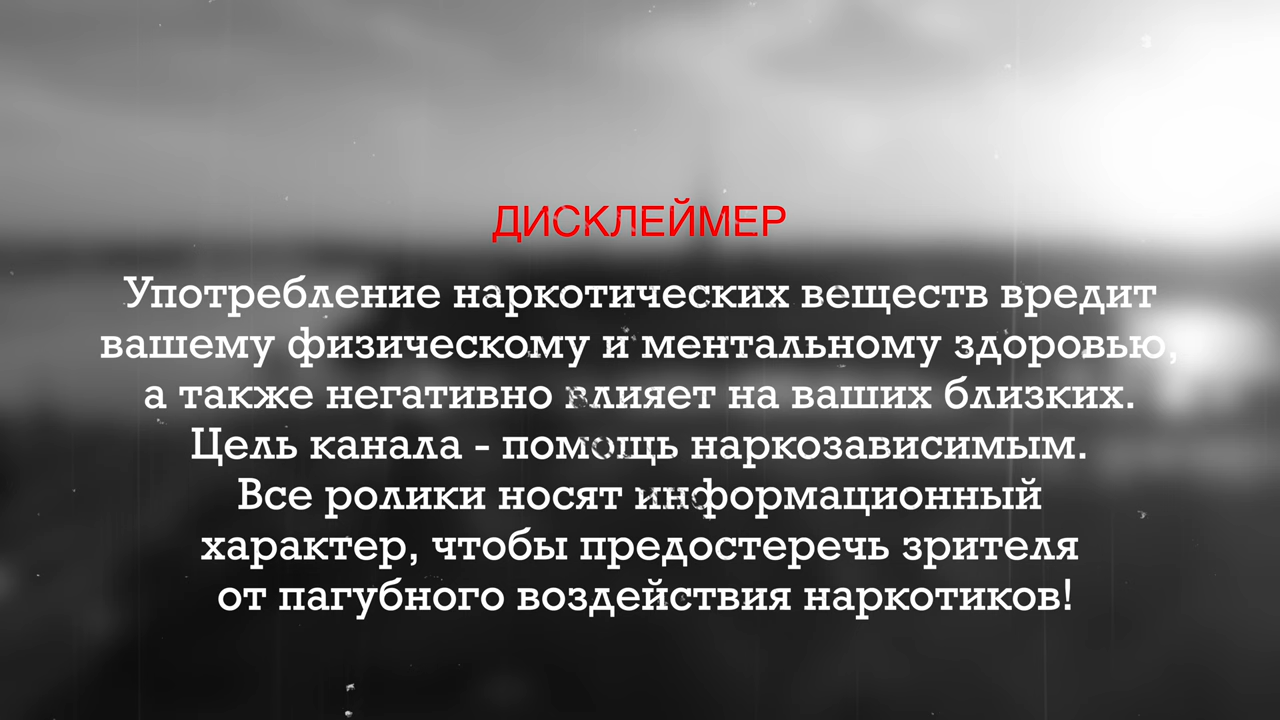 ДИСКЛЕЙМЕР
Употребление наркотических веществ вредит
вашему физическому и ментальному здоровью,
а также негативно влияет на ваших близких.
Цель канала - помощь наркозависимым.
Все ролики носят информационный
характер, чтобы предостеречь зрителя
от пагубного воздействия наркотиков!